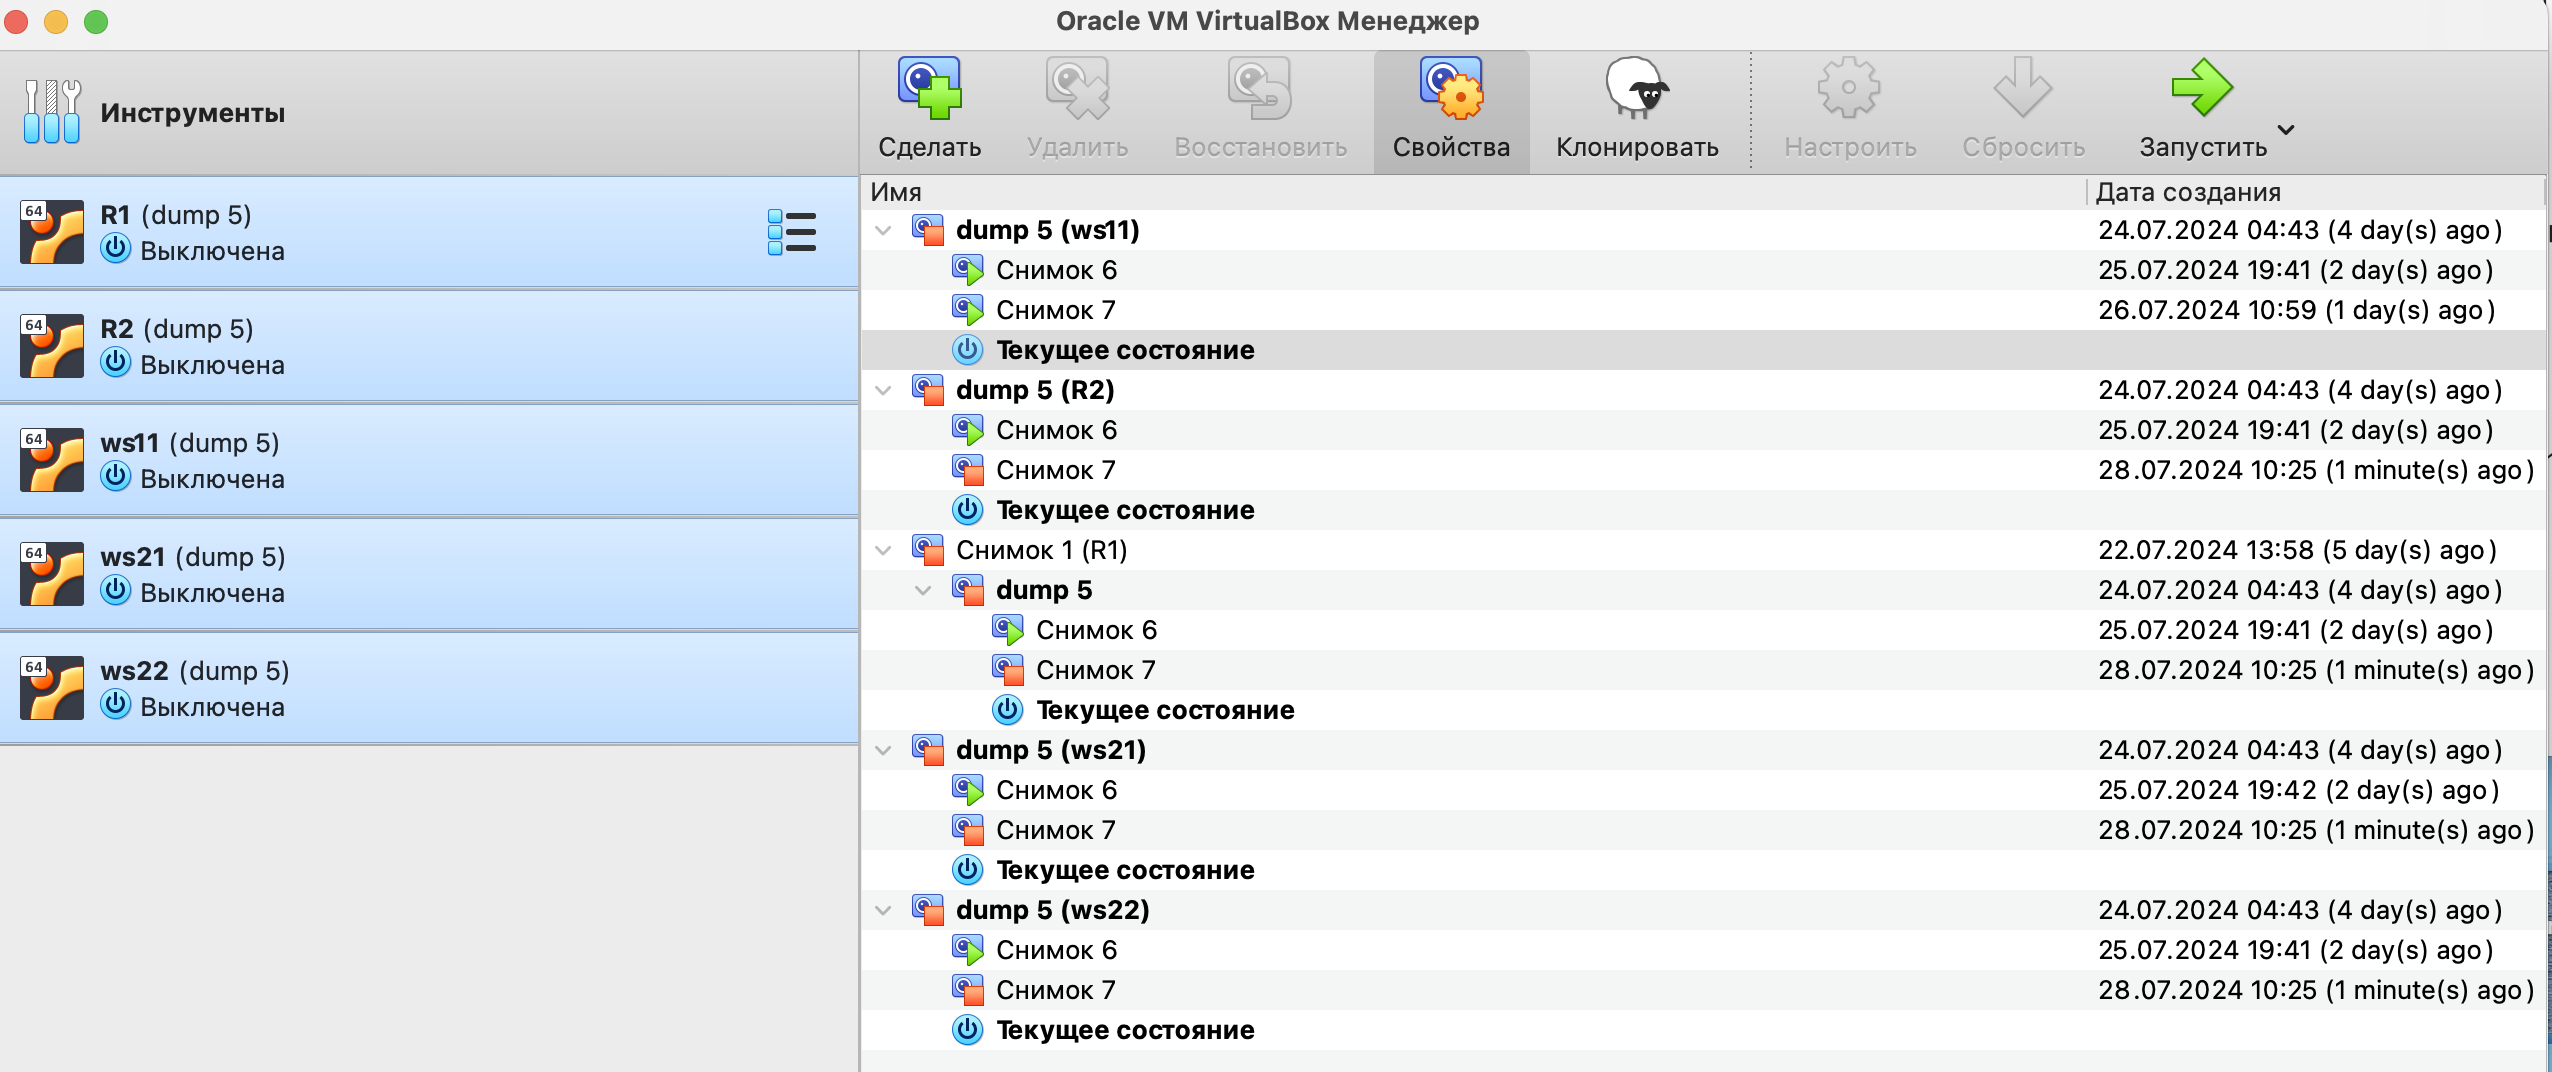 Oracle VM VirtualBox Менеджер
Инструменты
Сделать
Удалить
Восстановить
Свойства
Клонировать
Настроить
Сбросить
Запустить
64
R1 (dump 5)
Выключена
64
R2 (dump 5)
Выключена
64
ws11 (dump 5)
Выключена
64
ws21 (dump 5)
Выключена
64
ws22 (dump 5)
Выключена
Имя Дата создания
dump 5 (ws11) 24.07.2024 04:43 (4 day(s) ago)
Снимок 6 25.07.2024 19:41 (2 day(s) ago)
Снимок 7 26.07.2024 10:59 (1 day(s) ago)
Текущее состояние
dump 5 (R2) 24.07.2024 04:43 (4 day(s) ago)
Снимок 6 25.07.2024 19:41 (2 day(s) ago)
Снимок 7 28.07.2024 10:25 (1 minute(s) ago)
Текущее состояние
Снимок 1 (R1) 22.07.2024 13:58 (5 day(s) ago)
dump 5 24.07.2024 04:43 (4 day(s) ago)
Снимок 6 25.07.2024 19:41 (2 day(s) ago)
Снимок 7 28.07.2024 10:25 (1 minute(s) ago)
Текущее состояние
dump 5 (ws21) 24.07.2024 04:43 (4 day(s) ago)
Снимок 6 25.07.2024 19:42 (2 day(s) ago)
Снимок 7 28.07.2024 10:25 (1 minute(s) ago)
Текущее состояние
dump 5 (ws22) 24.07.2024 04:43 (4 day(s) ago)
Снимок 6 25.07.2024 19:41 (2 day(s) ago)
Снимок 7 28.07.2024 10:25 (1 minute(s) ago)
Текущее состояние